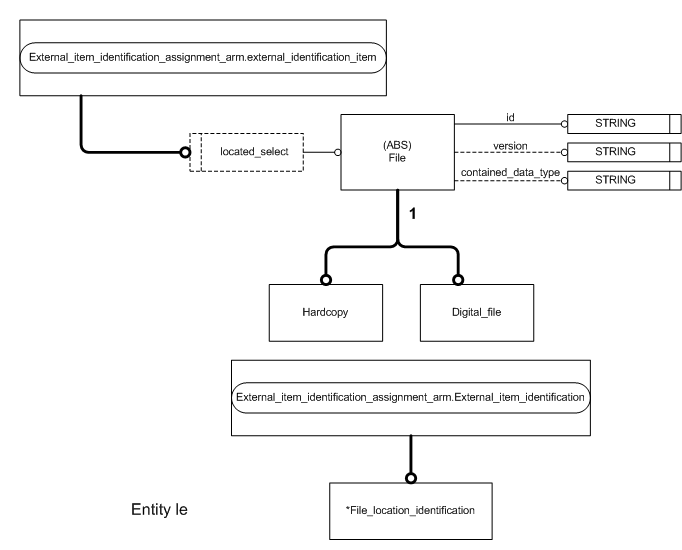 External_item_identification_assignment_arm.external_identification_item
id
STRING
located_select
(ABS)
File
version
STRING
contained_data_type
STRING
1
Hardcopy
Digital_file
External_item_identification_assignment_arm.External_item_identification
*File_location_identification
Entity le